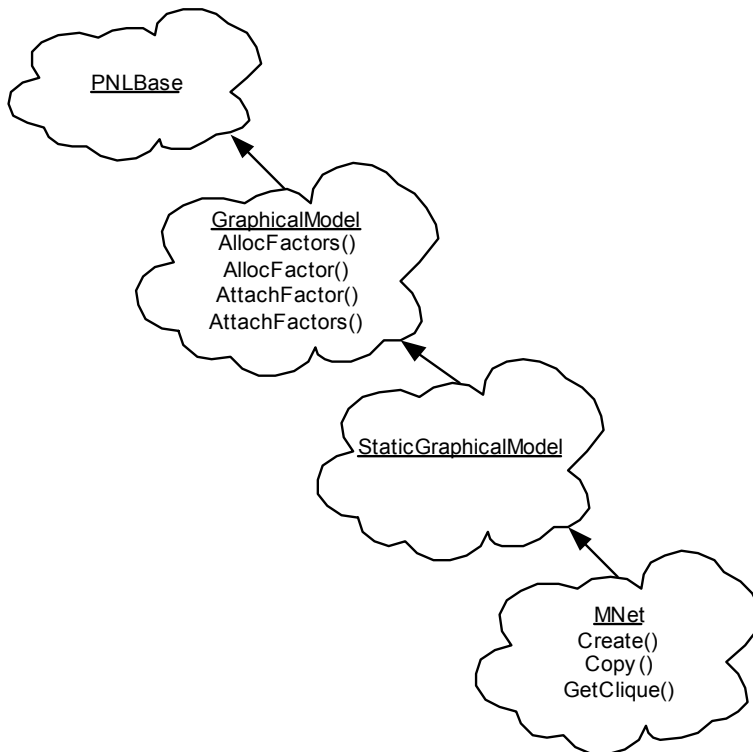 PNLBase
GraphicalModel
AllocFactors()
AllocFactor()
AttachFactor()
AttachFactors()
StaticGraphicalModel
MNet
Create()
Copy()
GetClique()